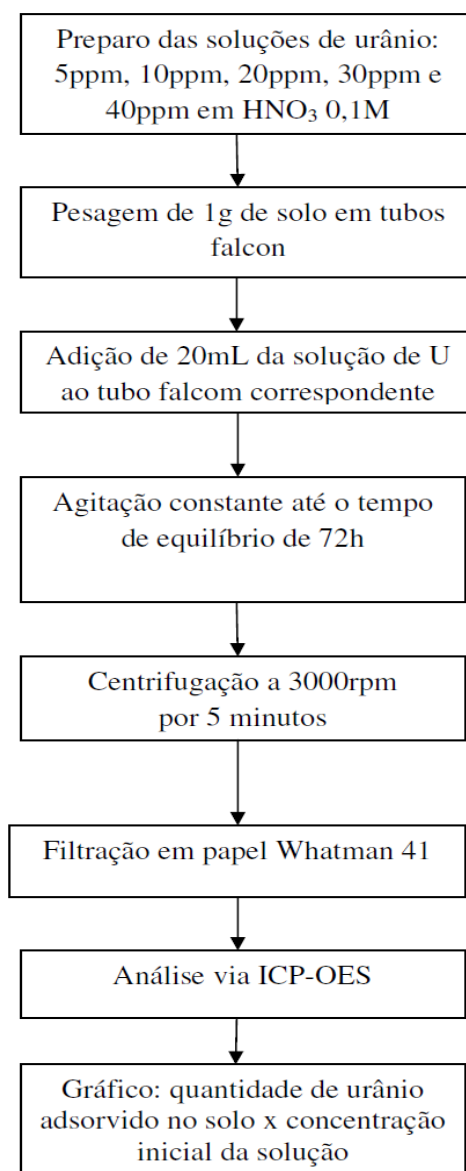 Preparo das soluções de urânio:
5ppm, 10ppm, 20ppm, 30ppm e
40ppm em HNO₃ 0,1M
Pesagem de 1g de solo em tubos
falcon
Adição de 20mL da solução de U
ao tubo falcom correspondente
Agitação constante até o tempo
de equilíbrio de 72h
Centrifugação a 3000rpm
por 5 minutos
Filtração em papel Whatman 41
Análise via ICP-OES
Gráfico: quantidade de urânio
adsorvido no solo x concentração
inicial da solução